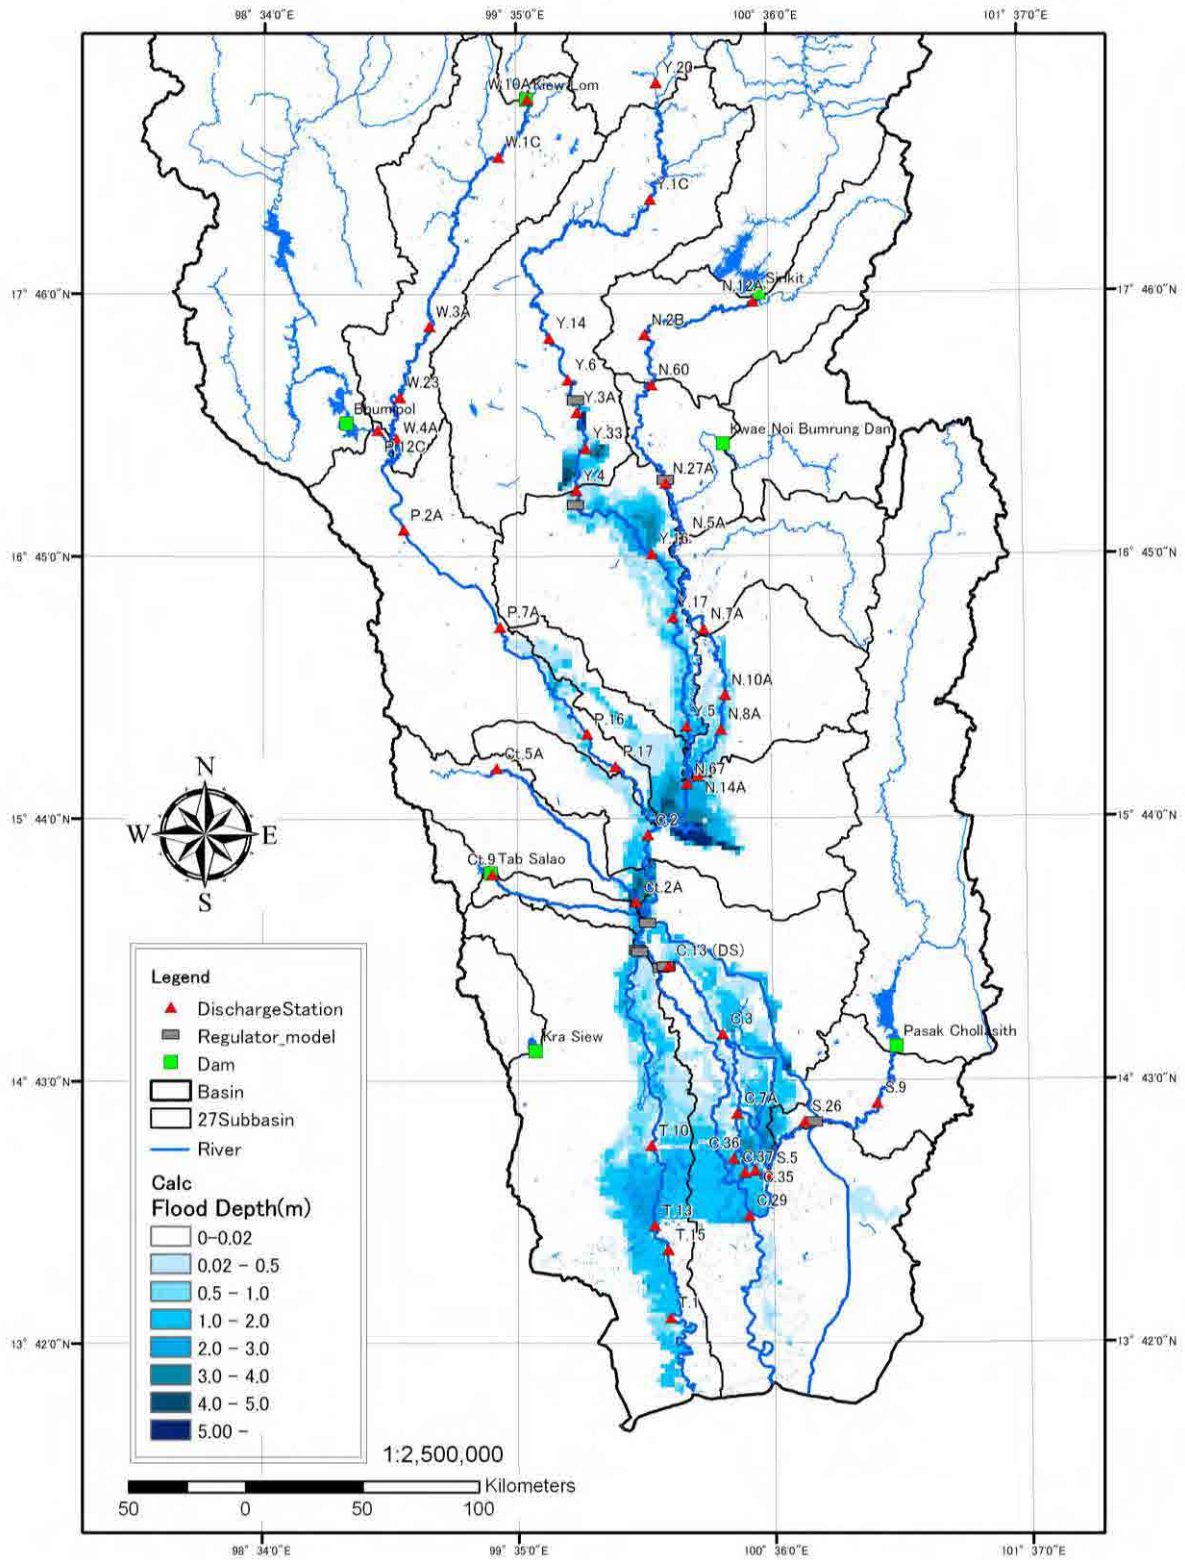 98° 34'0"E
99° 35'0"E
100° 36'0"E
101° 37'0"E
Y.20
W.10A Kiew Lom
W.1C
Y.1C
Sirikit
N.12A
17° 46'0"N
17° 46'0"N
W.3A
Y.14
N.2B
Y.6
N.60
W.23
Y.3A
Bhumipol
W.4A
P.12C
Y.33
Kwae Noi Bumrung Dan
Y.4
N.27A
P.2A
N.5A
Y.16
16° 45'0"N
16° 45'0"N
P.7A
Y.17
N.7A
N.10A
P.16
Y.5
N.8A
Ct.5A
P.17
N.67
N.14A
N
W
E
S
15° 44'0"N
15° 44'0"N
C.2
Ct.9 Tab Salao
Ct.2A
C.13 (DS)
C.3
Kra Siew
Pasak Chollasith
14° 43'0"N
14° 43'0"N
S.9
C.7A
S.26
T.10
C.36
C.37
S.5
C.35
C.29
T.13
T.15
T.1
13° 42'0"N
13° 42'0"N
Legend
DischargeStation
Regulator_model
Dam
Basin
27Subbasin
River
Calc
Flood Depth(m)
0-0.02
0.02 - 0.5
0.5 - 1.0
1.0 - 2.0
2.0 - 3.0
3.0 - 4.0
4.0 - 5.0
5.00 -
1:2,500,000
Kilometers
50
0
50
100
98° 34'0"E
99° 35'0"E
100° 36'0"E
101° 37'0"E